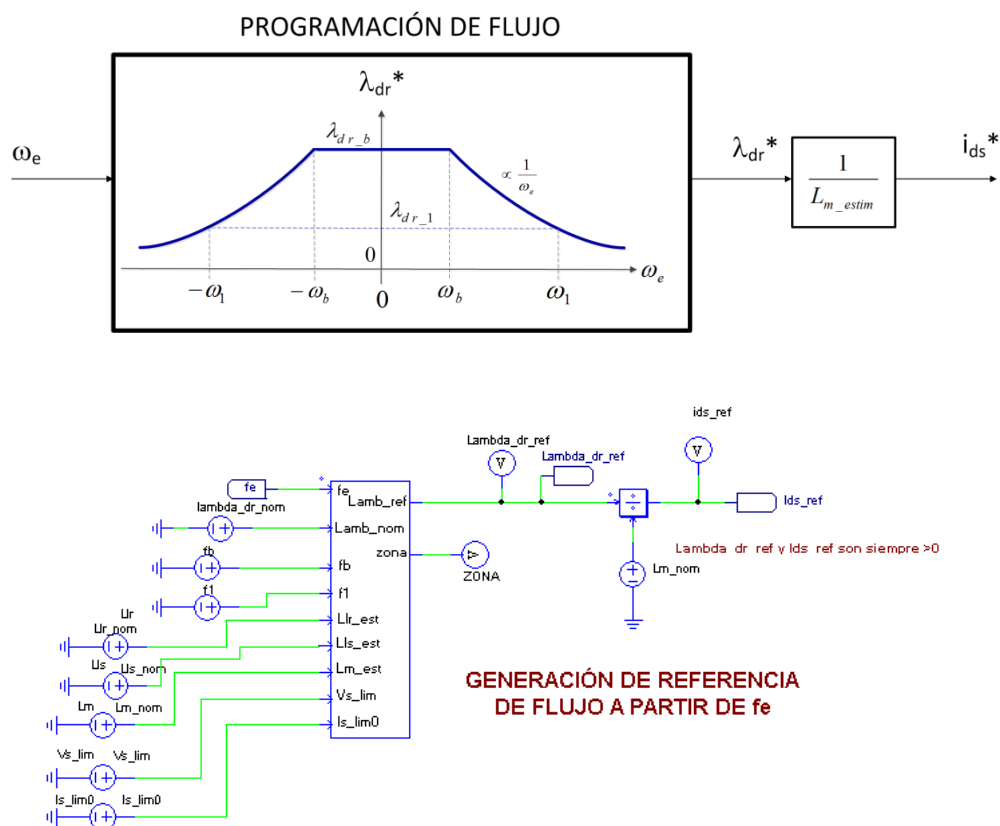 PROGRAMACIÓN DE FLUJO
λdr*
ωe
λdr_b
∝ 1/ωe
λdr_1
0
ωe
−ω1
−ωb
0
ωb
ω1
λdr*
1
Lm_estim
ids*
ids_ref
Lambda_dr_ref
Lambda_dr_ref
V
V
fe
fe
Lamb_ref
Ids_ref
lambda_dr_nom
Lamb_nom
zona
ZONA
Lambda dr ref y Ids ref son siempre >0
Lm_nom
fb
fb
f1
f1
Llr
Llr_nom
Llr_est
Lls
Lls_nom
Lls_est
Lm
Lm_nom
Lm_est
Vs_lim
Vs_lim
Vs_lim
Is_lim0
Is_lim0
Is_lim0
GENERACIÓN DE REFERENCIA
DE FLUJO A PARTIR DE fe